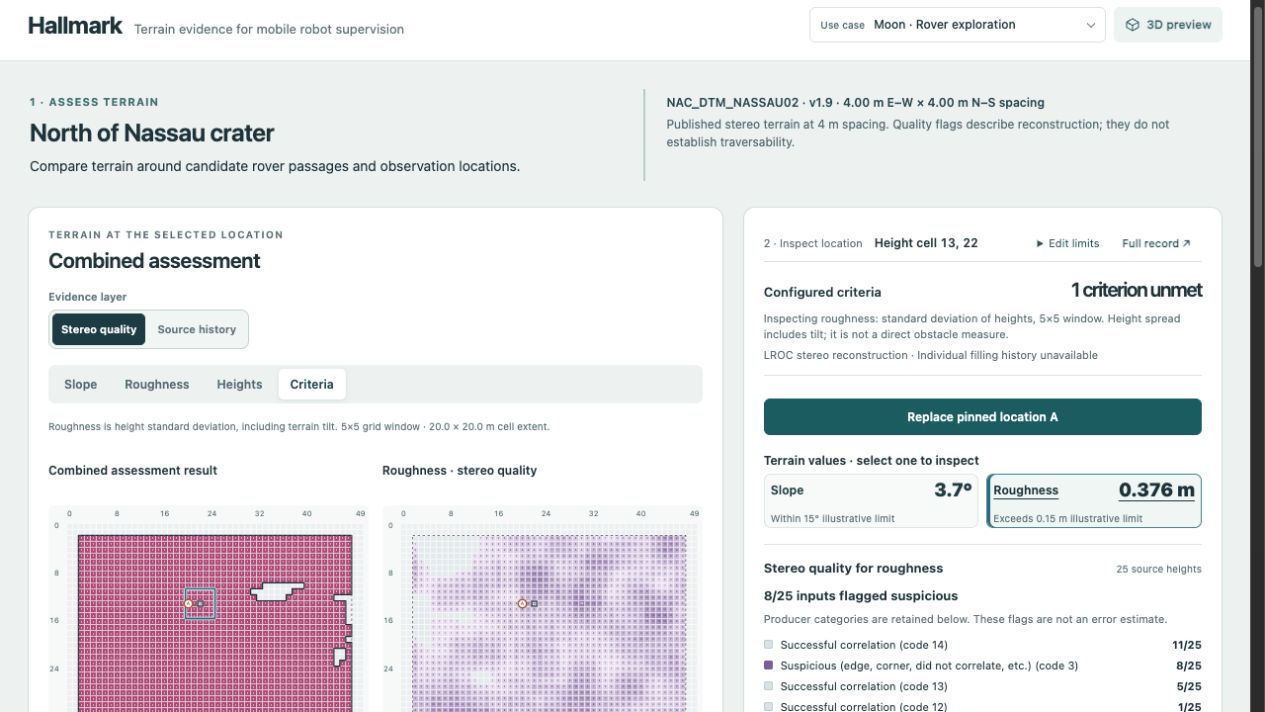 Hallmark
Terrain evidence for mobile robot supervision
Use case Moon · Rover exploration
3D preview
1 · ASSESS TERRAIN
North of Nassau crater
Compare terrain around candidate rover passages and observation locations.
NAC_DTM_NASSAU02 · v1.9 · 4.00 m E–W × 4.00 m N–S spacing
Published stereo terrain at 4 m spacing. Quality flags describe reconstruction; they do not
establish traversability.
TERRAIN AT THE SELECTED LOCATION
Combined assessment
Evidence layer
Stereo quality Source history
Slope Roughness Heights Criteria
Roughness is height standard deviation, including terrain tilt. 5×5 grid window · 20.0 × 20.0 m cell extent.
Combined assessment result
0 8 16 24 32 40 49
0
8
16
24
Roughness · stereo quality
0 8 16 24 32 40 49
0
8
16
24
2 · Inspect location Height cell 13, 22
▶ Edit limits
Full record ↗
Configured criteria
1 criterion unmet
Inspecting roughness: standard deviation of heights, 5×5 window. Height spread
includes tilt; it is not a direct obstacle measure.
LROC stereo reconstruction · Individual filling history unavailable
Replace pinned location A
Terrain values · select one to inspect
Slope 3.7°
Within 15° illustrative limit
Roughness 0.376 m
Exceeds 0.15 m illustrative limit
Stereo quality for roughness
25 source heights
8/25 inputs flagged suspicious
Producer categories are retained below. These flags are not an error estimate.
Successful correlation (code 14) 11/25
Suspicious (edge, corner, did not correlate, etc.) (code 3) 8/25
Successful correlation (code 13) 5/25
Successful correlation (code 12) 1/25